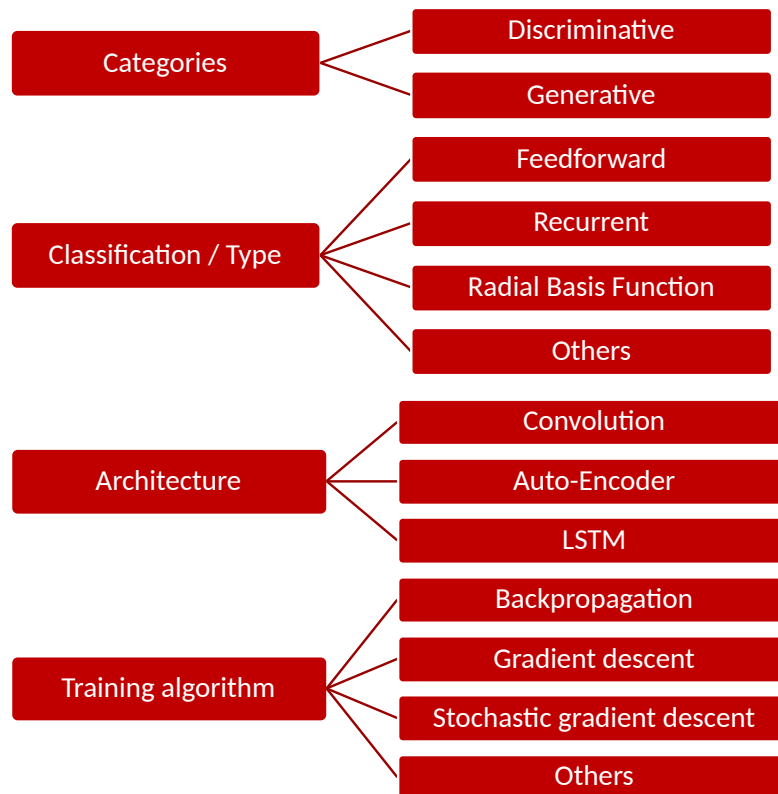 Categories
Discriminative
Generative
Classification / Type
Feedforward
Recurrent
Radial Basis Function
Others
Architecture
Convolution
Auto-Encoder
LSTM
Training algorithm
Backpropagation
Gradient descent
Stochastic gradient descent
Others